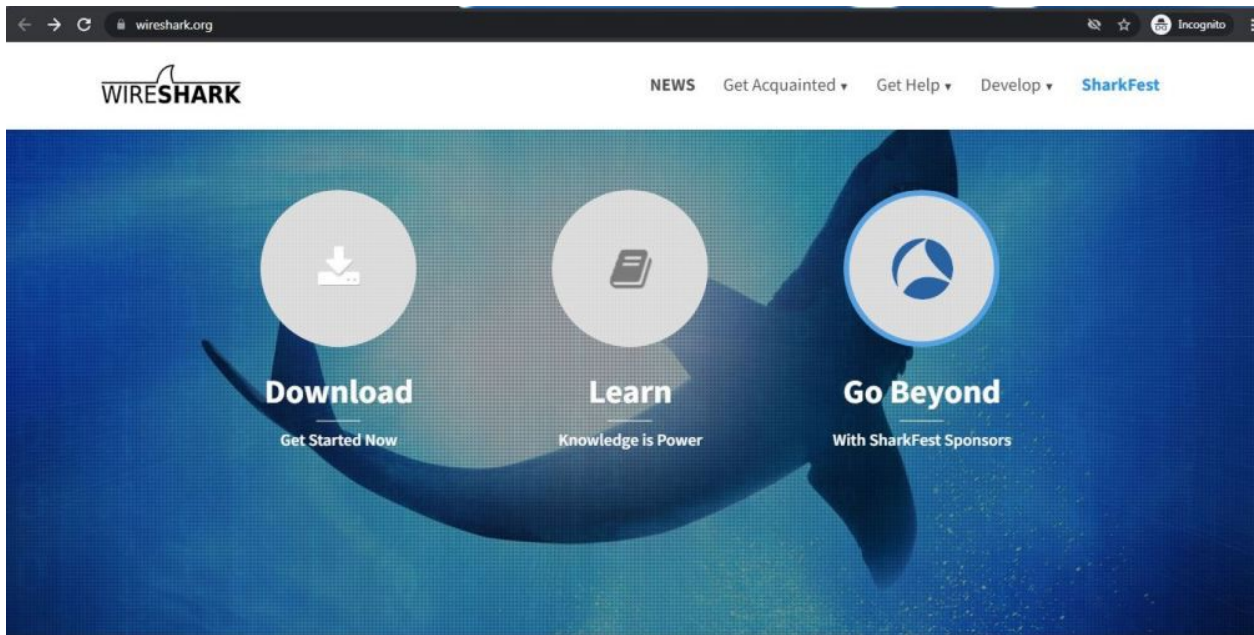 wireshark.org
Incognito
WIRESHARK
NEWS Get Acquainted ▾ Get Help ▾ Develop ▾ SharkFest
Download Learn Go Beyond
Get Started Now Knowledge is Power With SharkFest Sponsors